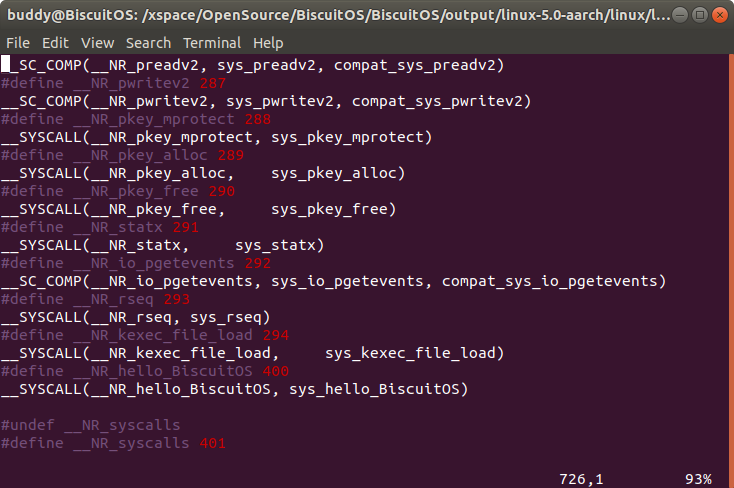 buddy@BiscuitOS: /xspace/OpenSource/BiscuitOS/BiscuitOS/output/linux-5.0-aarch/linux/l...
File Edit View Search Terminal Help
__SC_COMP(__NR_preadv2, sys_preadv2, compat_sys_preadv2)
#define __NR_pwritev2 287
__SC_COMP(__NR_pwritev2, sys_pwritev2, compat_sys_pwritev2)
#define __NR_pkey_mprotect 288
__SYSCALL(__NR_pkey_mprotect, sys_pkey_mprotect)
#define __NR_pkey_alloc 289
__SYSCALL(__NR_pkey_alloc,    sys_pkey_alloc)
#define __NR_pkey_free 290
__SYSCALL(__NR_pkey_free,     sys_pkey_free)
#define __NR_statx 291
__SYSCALL(__NR_statx,     sys_statx)
#define __NR_io_pgetevents 292
__SC_COMP(__NR_io_pgetevents, sys_io_pgetevents, compat_sys_io_pgetevents)
#define __NR_rseq 293
__SYSCALL(__NR_rseq, sys_rseq)
#define __NR_kexec_file_load 294
__SYSCALL(__NR_kexec_file_load,     sys_kexec_file_load)
#define __NR_hello_BiscuitOS 400
__SYSCALL(__NR_hello_BiscuitOS, sys_hello_BiscuitOS)
#undef __NR_syscalls
#define __NR_syscalls 401
726,1 93%